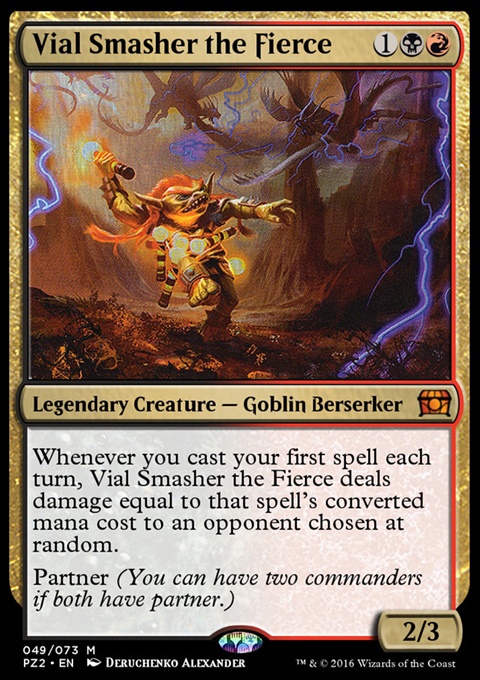 Vial Smasher the Fierce 1
Legendary Creature — Goblin Berserker
Whenever you cast your first spell each
turn, Vial Smasher the Fierce deals
damage equal to that spell's converted
mana cost to an opponent chosen at
random.
Partner (You can have two commanders
if both have partner.)
2/3
049/073 M
PZ2 • EN Deruchenko Alexander
™ & © 2016 Wizards of the Coast